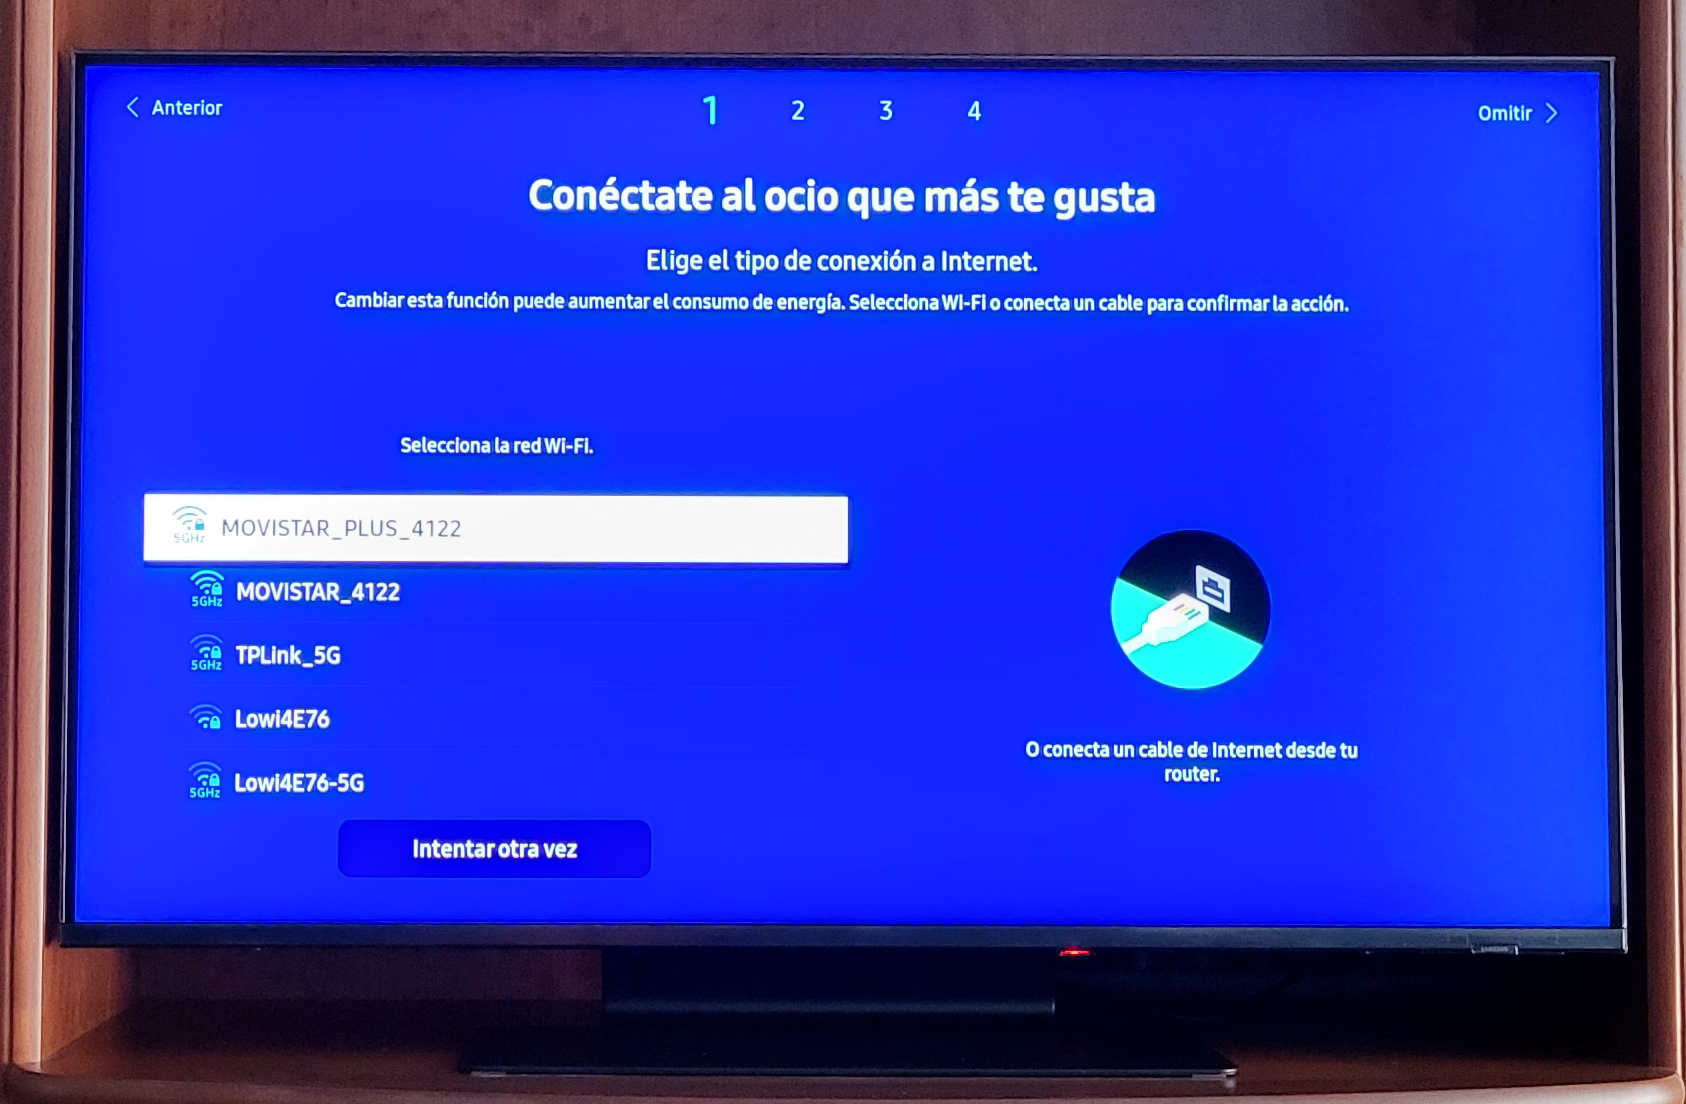 Anterior
1 2 3 4
Omitir
Conéctate al ocio que más te gusta
Elige el tipo de conexión a Internet.
Cambiar esta función puede aumentar el consumo de energía. Selecciona Wi-Fi o conecta un cable para confirmar la acción.
Selecciona la red Wi-Fi.
5GHz MOVISTAR_PLUS_4122
5GHz MOVISTAR_4122
5GHz TPLink_5G
Lowi4E76
5GHz Lowi4E76-5G
Intentar otra vez
O conecta un cable de Internet desde tu
router.